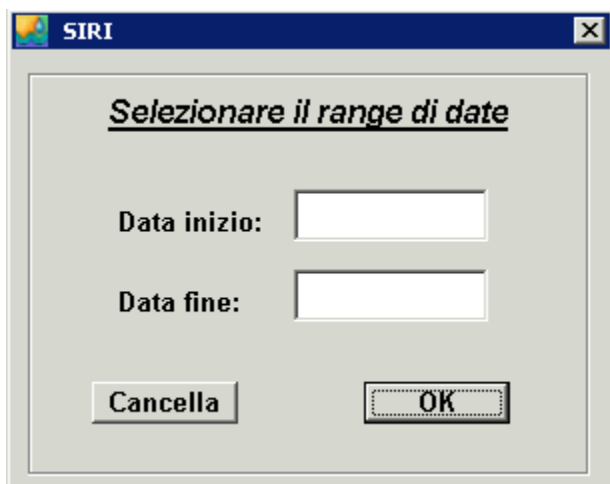 SIRI
Selezionare il range di date
Data inizio:
Data fine:
Cancella OK